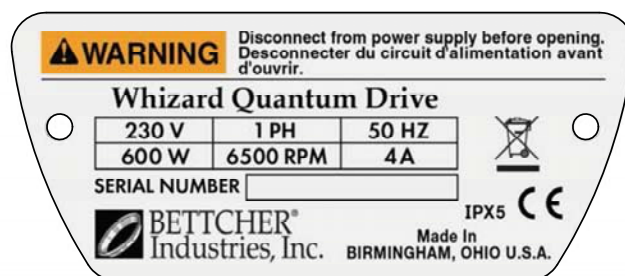 WARNING
Disconnect from power supply before opening.
Desconnecter du circuit d'alimentation avant
d'ouvrir.
Whizard Quantum Drive
230 V 1 PH 50 HZ
600 W 6500 RPM 4 A
SERIAL NUMBER
IPX5 CE
BETTCHER®
Industries, Inc.
Made In
BIRMINGHAM, OHIO U.S.A.